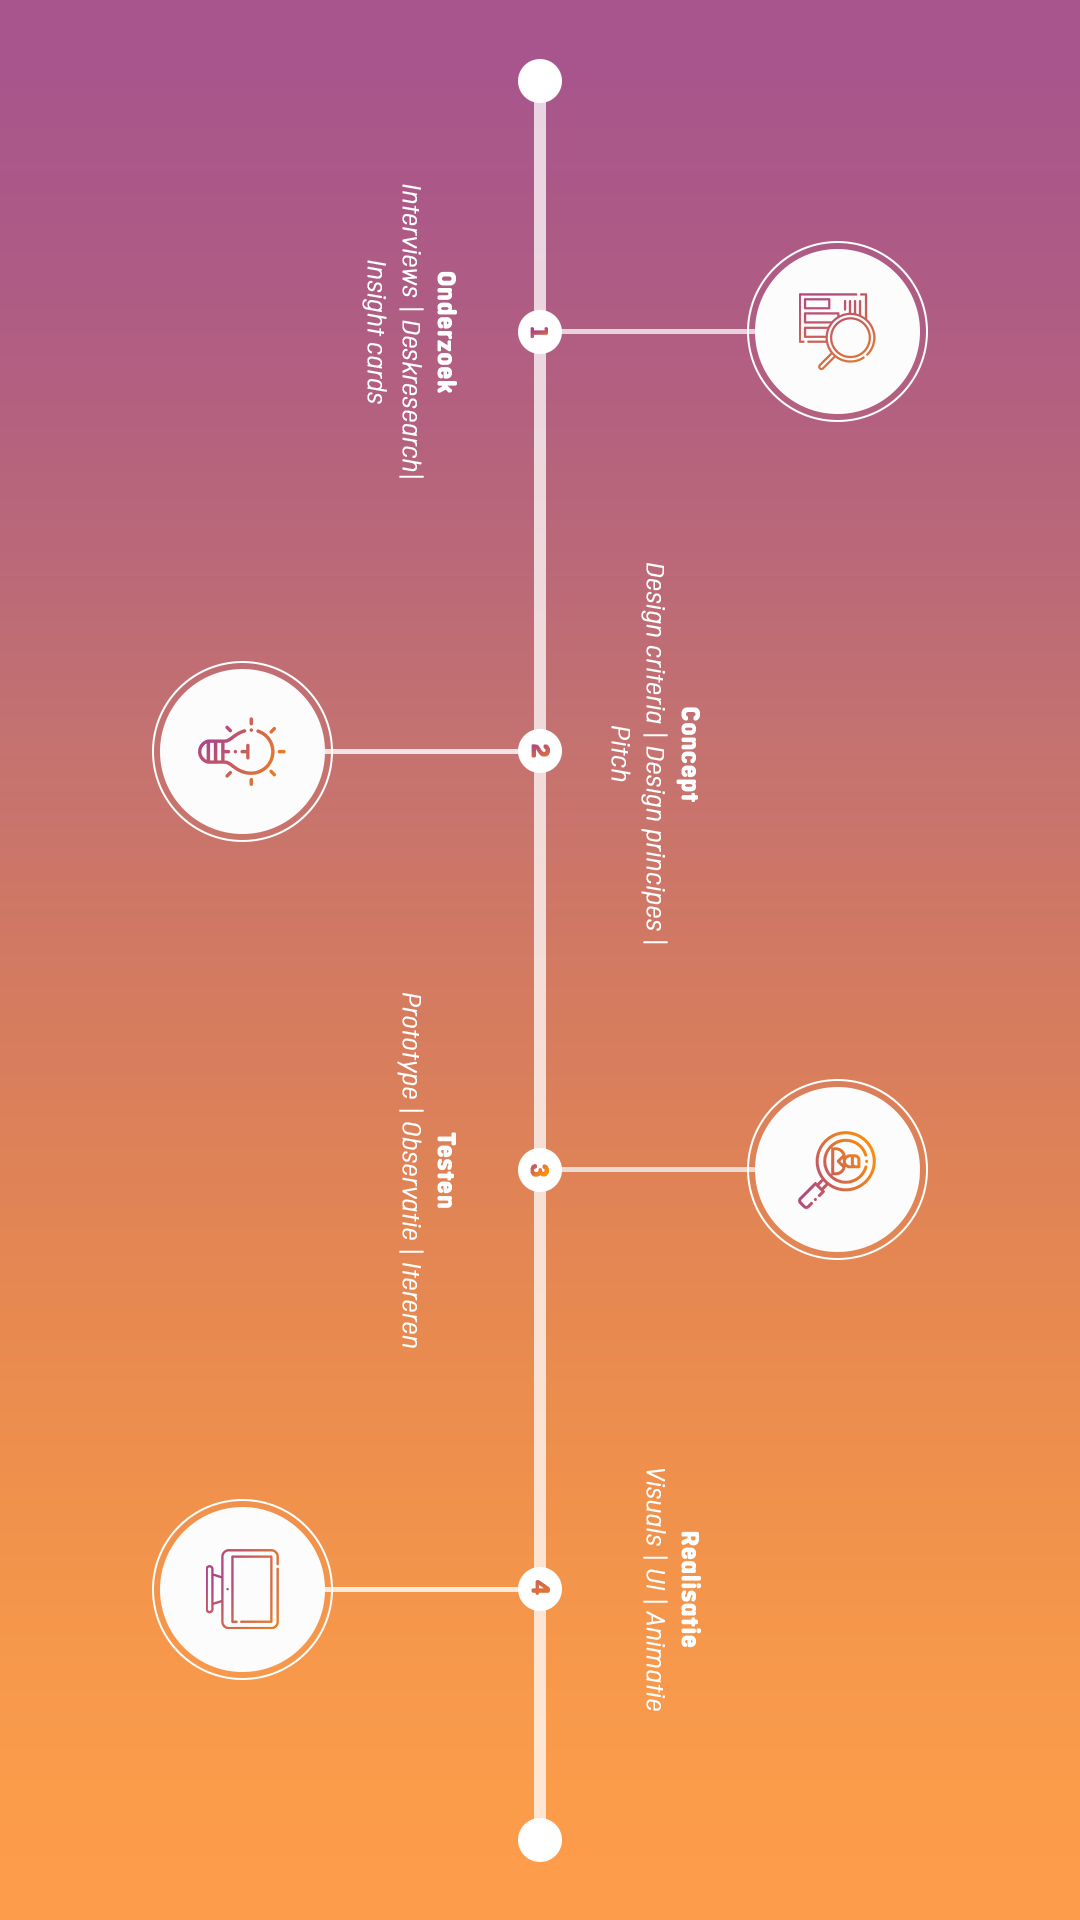 1
Onderzoek
Interviews | Deskresearch|
Insight cards
Concept
Design criteria | Design principes |
Pitch
2
3
Testen
Prototype | Observatie | Itereren
Realisatie
Visuals | UI | Animatie
4